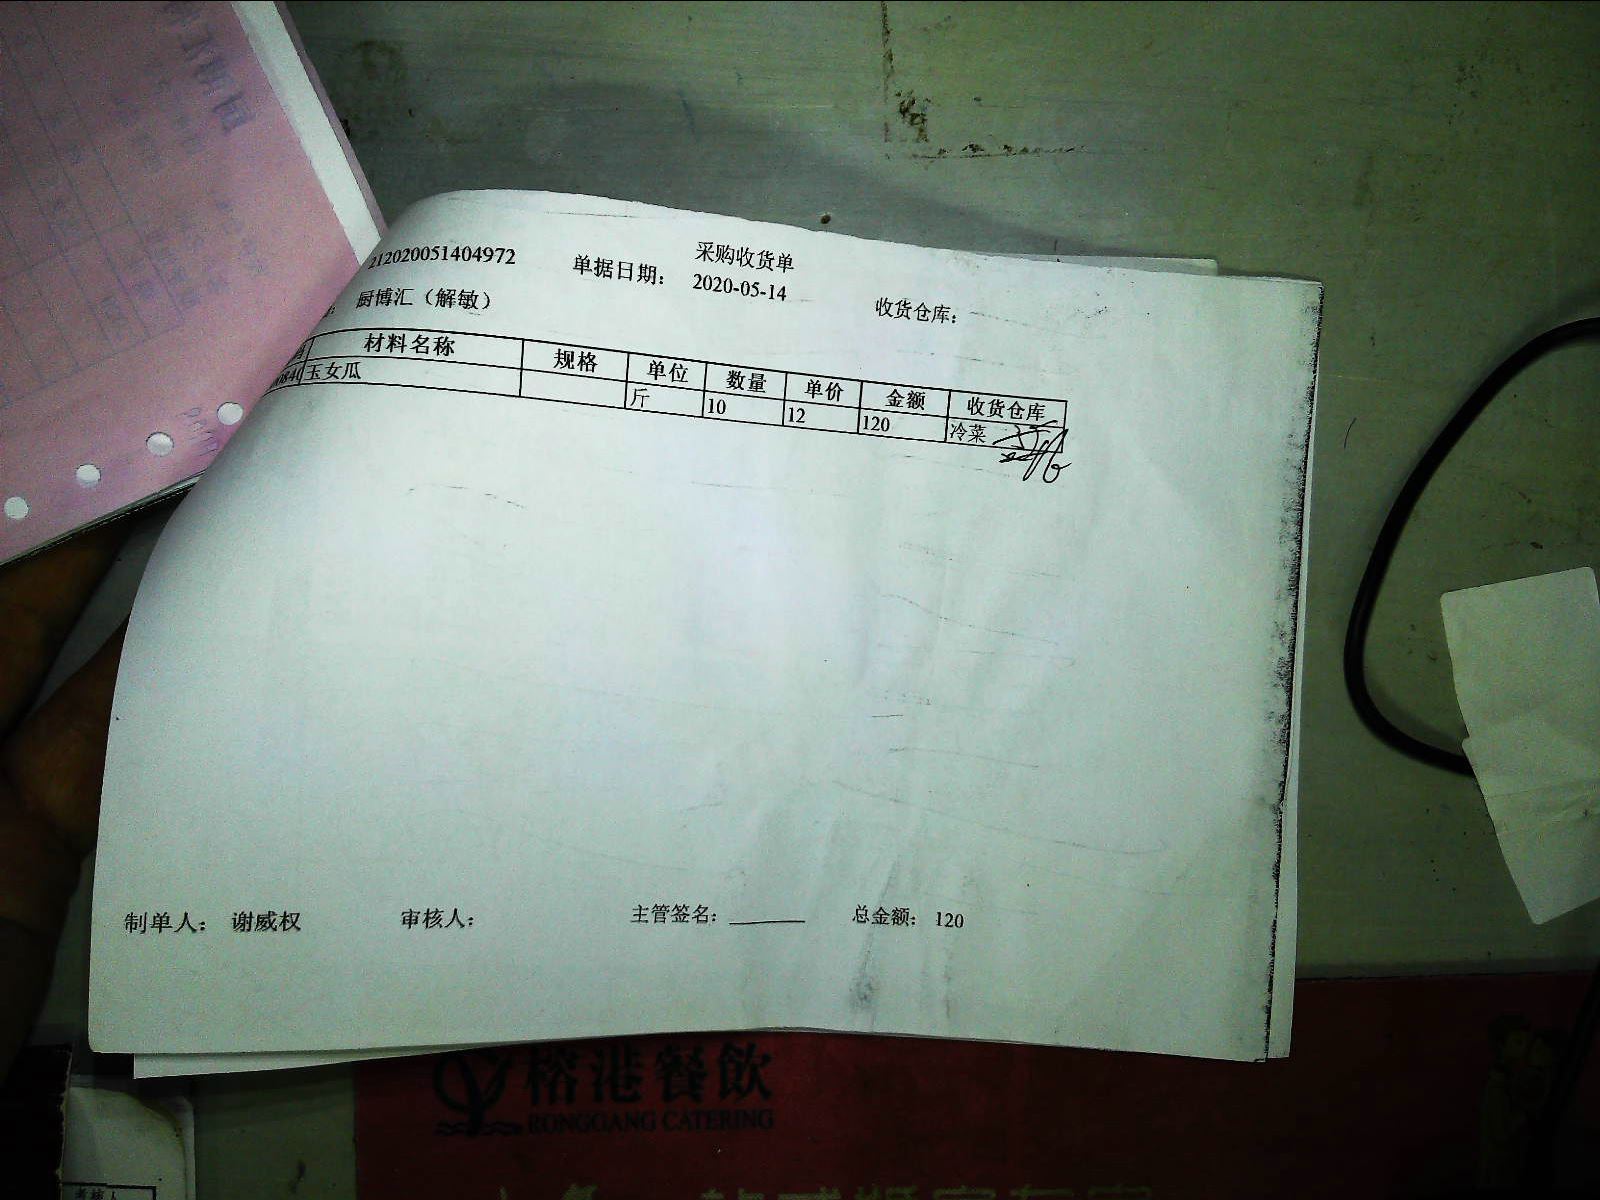 采购收货单
212020051404972 单据日期： 2020-05-14 收货仓库：
厨博汇（解敏）
材料名称 规格 单位 数量 单价 金额 收货仓库
玉女瓜 斤 10 12 120 冷菜
制单人： 谢威权 审核人： 主管签名： 总金额： 120
榕港餐飲
RONGGANG CATERING